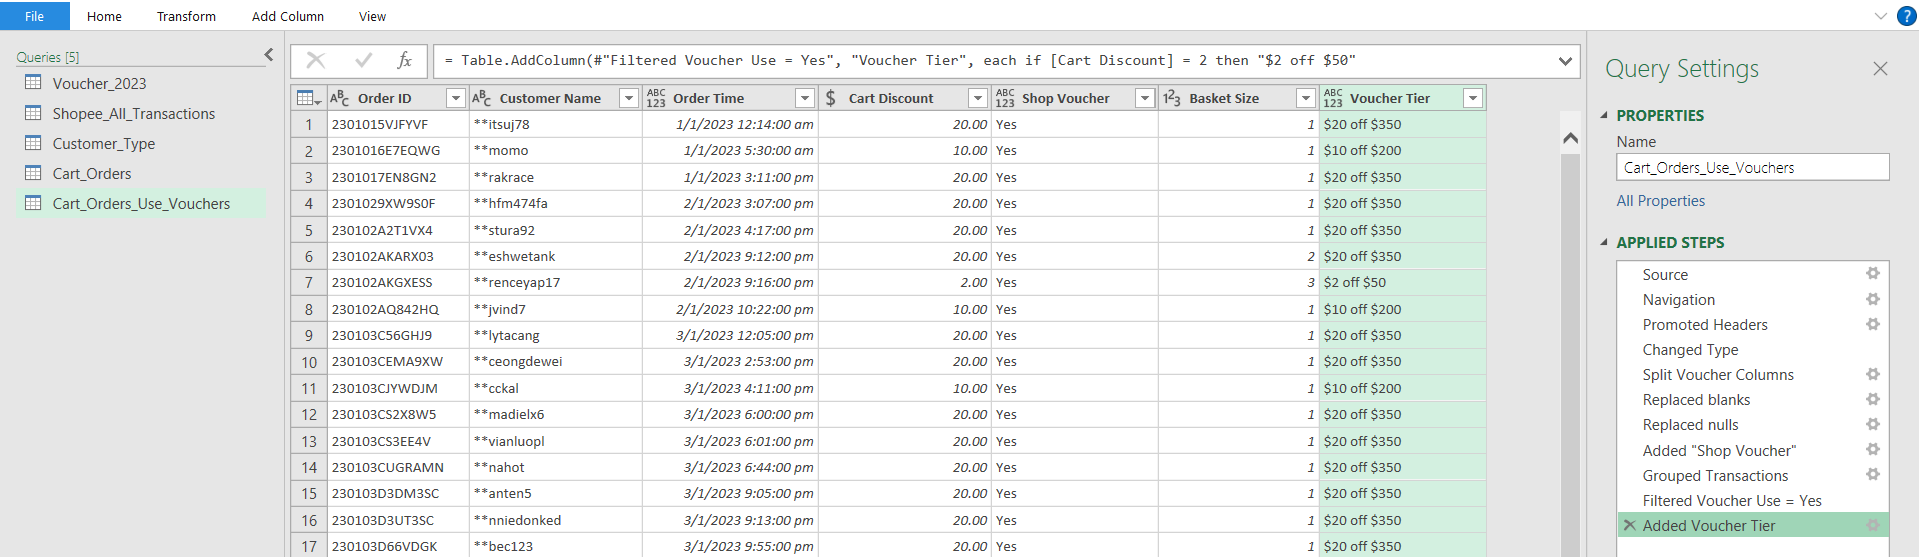 File Home Transform Add Column View ?
Queries [5]
Voucher_2023
Shopee_All_Transactions
Customer_Type
Cart_Orders
Cart_Orders_Use_Vouchers
fx = Table.AddColumn(#"Filtered Voucher Use = Yes", "Voucher Tier", each if [Cart Discount] = 2 then "$2 off $50"
ABC Order ID ABC Customer Name ABC 123 Order Time $ Cart Discount ABC 123 Shop Voucher 123 Basket Size ABC 123 Voucher Tier
1 2301015VJFYVF **itsuj78 1/1/2023 12:14:00 am 20.00 Yes 1 $20 off $350
2 2301016E7EQWG **momo 1/1/2023 5:30:00 am 10.00 Yes 1 $10 off $200
3 2301017EN8GN2 **rakrace 1/1/2023 3:11:00 pm 20.00 Yes 1 $20 off $350
4 2301029XW9S0F **hfm474fa 2/1/2023 3:07:00 pm 20.00 Yes 1 $20 off $350
5 230102A2T1VX4 **stura92 2/1/2023 4:17:00 pm 20.00 Yes 1 $20 off $350
6 230102AKARX03 **eshwetank 2/1/2023 9:12:00 pm 20.00 Yes 2 $20 off $350
7 230102AKGXESS **renceyap17 2/1/2023 9:16:00 pm 2.00 Yes 3 $2 off $50
8 230102AQ842HQ **jvind7 2/1/2023 10:22:00 pm 10.00 Yes 1 $10 off $200
9 230103C56GHJ9 **lytacang 3/1/2023 12:05:00 pm 20.00 Yes 1 $20 off $350
10 230103CEMA9XW **ceongdewei 3/1/2023 2:53:00 pm 20.00 Yes 1 $20 off $350
11 230103CJYWDJM **cckal 3/1/2023 4:11:00 pm 10.00 Yes 1 $10 off $200
12 230103CS2X8W5 **madielx6 3/1/2023 6:00:00 pm 20.00 Yes 1 $20 off $350
13 230103CS3EE4V **vianluopl 3/1/2023 6:01:00 pm 20.00 Yes 1 $20 off $350
14 230103CUGRAMN **nahot 3/1/2023 6:44:00 pm 20.00 Yes 1 $20 off $350
15 230103D3DM3SC **anten5 3/1/2023 9:05:00 pm 20.00 Yes 1 $20 off $350
16 230103D3UT3SC **nniedonked 3/1/2023 9:13:00 pm 20.00 Yes 1 $20 off $350
17 230103D66VDGK **bec123 3/1/2023 9:55:00 pm 20.00 Yes 1 $20 off $350
Query Settings
PROPERTIES
Name
Cart_Orders_Use_Vouchers
All Properties
APPLIED STEPS
Source
Navigation
Promoted Headers
Changed Type
Split Voucher Columns
Replaced blanks
Replaced nulls
Added "Shop Voucher"
Grouped Transactions
Filtered Voucher Use = Yes
Added Voucher Tier